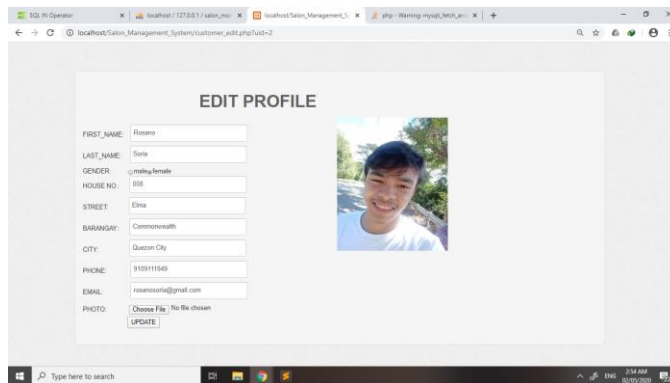 SQL IN Operator
localhost / 127.0.0.1 / salon_man
localhost/Salon_Management_S
php - Warning: mysqli_fetch_arra
localhost/Salon_Management_System/customer_edit.php?uid=2
EDIT PROFILE
FIRST_NAME: Rosano
LAST_NAME: Soria
GENDER: male female
HOUSE NO.: 008
STREET: Elma
BARANGAY: Commonwealth
CITY: Quezon City
PHONE: 9109111949
EMAIL: rosanosoria@gmail.com
PHOTO: Choose File No file chosen
UPDATE
Type here to search
ENG
2:54 AM
02/05/2020